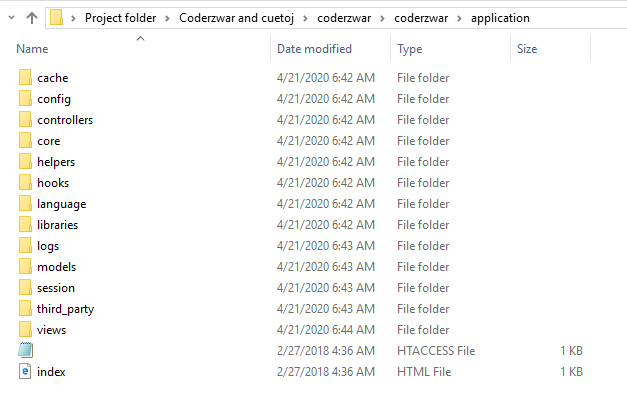 Project folder > Coderzwar and cuetoj > coderzwar > coderzwar > application
Name Date modified Type Size
cache 4/21/2020 6:42 AM File folder
config 4/21/2020 6:42 AM File folder
controllers 4/21/2020 6:42 AM File folder
core 4/21/2020 6:42 AM File folder
helpers 4/21/2020 6:42 AM File folder
hooks 4/21/2020 6:42 AM File folder
language 4/21/2020 6:42 AM File folder
libraries 4/21/2020 6:42 AM File folder
logs 4/21/2020 6:43 AM File folder
models 4/21/2020 6:43 AM File folder
session 4/21/2020 6:43 AM File folder
third_party 4/21/2020 6:43 AM File folder
views 4/21/2020 6:44 AM File folder
2/27/2018 4:36 AM HTACCESS File 1 KB
index 2/27/2018 4:36 AM HTML File 1 KB